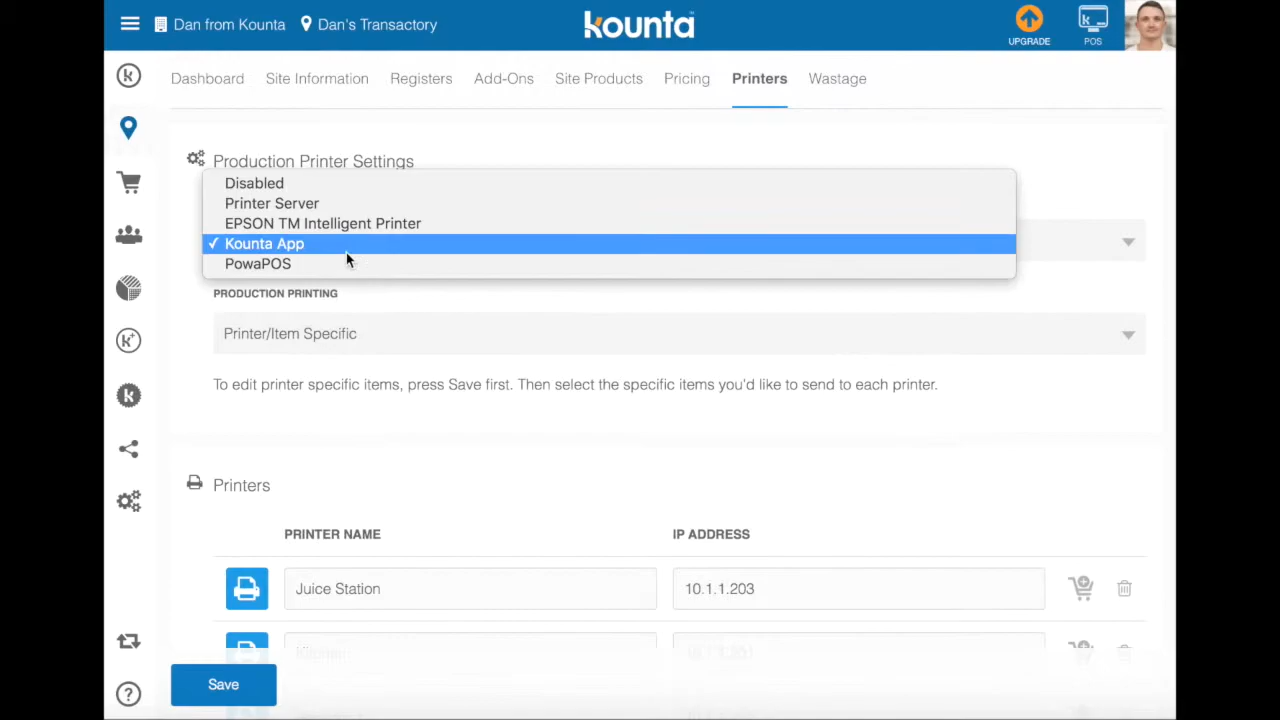 Dan from Kounta
Dan's Transactory
kounta
UPGRADE
POS
Dashboard
Site Information
Registers
Add-Ons
Site Products
Pricing
Printers
Wastage
Production Printer Settings
Disabled
Printer Server
EPSON TM Intelligent Printer
✓ Kounta App
PowaPOS
PRODUCTION PRINTING
Printer/Item Specific
To edit printer specific items, press Save first. Then select the specific items you'd like to send to each printer.
Printers
PRINTER NAME
IP ADDRESS
Juice Station
10.1.1.203
Save